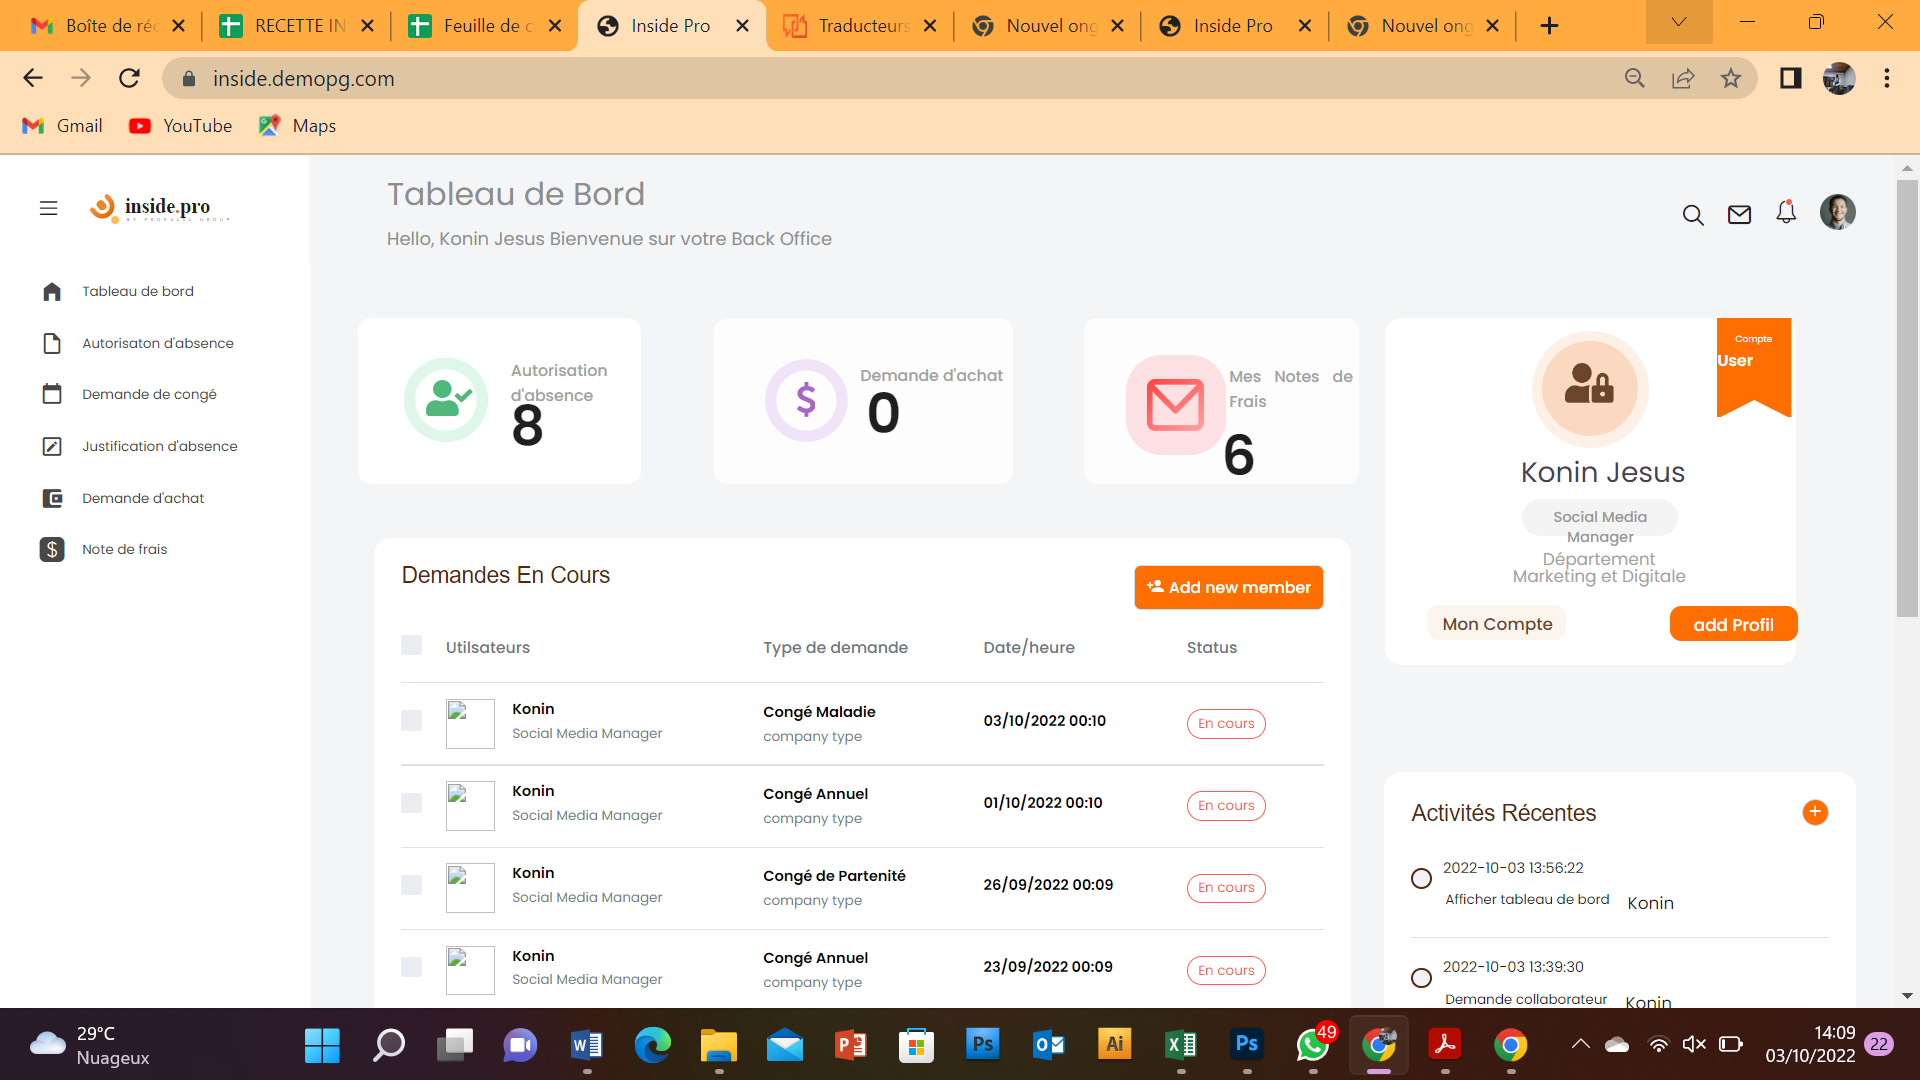 Boîte de réc
RECETTE IN
Feuille de c
Inside Pro
Traducteurs
Nouvel ong
Inside Pro
Nouvel ong
inside.demopg.com
Gmail
YouTube
Maps
inside.pro
BY PROPULSE GROUP
Tableau de Bord
Hello, Konin Jesus Bienvenue sur votre Back Office
Tableau de bord
Autorisaton d'absence
Demande de congé
Justification d'absence
Demande d'achat
Note de frais
Autorisation
d'absence
8
Demande d'achat
0
Mes Notes de
Frais
6
Compte
User
Konin Jesus
Social Media
Manager
Département
Marketing et Digitale
Mon Compte
add Profil
Demandes En Cours
Add new member
Utilsateurs
Type de demande
Date/heure
Status
Konin
Social Media Manager
Congé Maladie
company type
03/10/2022 00:10
En cours
Konin
Social Media Manager
Congé Annuel
company type
01/10/2022 00:10
En cours
Konin
Social Media Manager
Congé de Partenité
company type
26/09/2022 00:09
En cours
Konin
Social Media Manager
Congé Annuel
company type
23/09/2022 00:09
En cours
Activités Récentes
2022-10-03 13:56:22
Afficher tableau de bord
Konin
2022-10-03 13:39:30
Demande collaborateur
Konin
29°C
Nuageux
49
14:09
03/10/2022
22